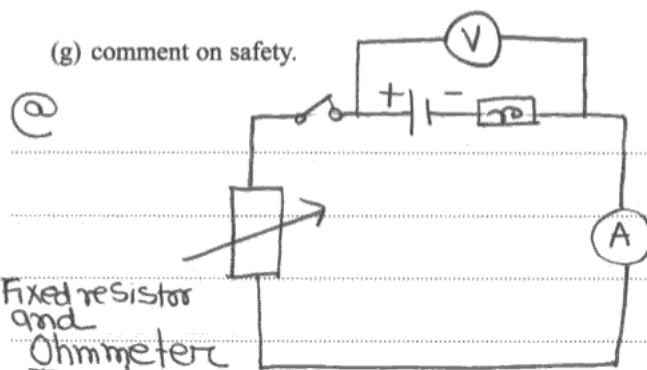 (g) comment on safety.
@
V
+ -
r
A
Fixed resistor
and
Ohmmeter